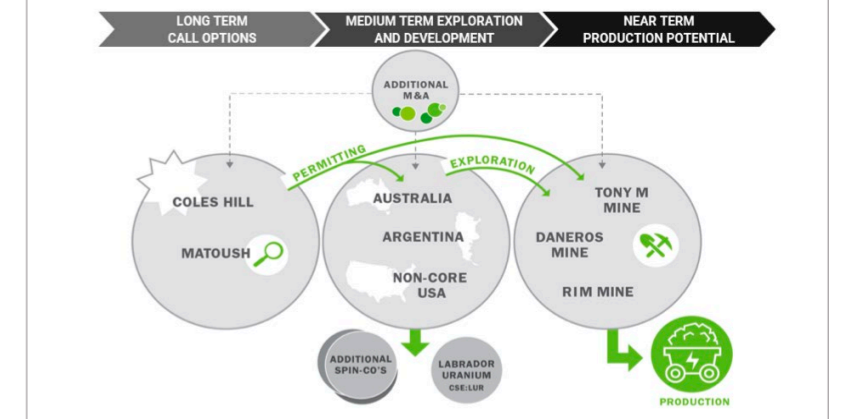 LONG TERM
CALL OPTIONS
MEDIUM TERM EXPLORATION
AND DEVELOPMENT
NEAR TERM
PRODUCTION POTENTIAL
ADDITIONAL
M&A
PERMITTING
EXPLORATION
COLES HILL
MATOUSH
AUSTRALIA
ARGENTINA
NON-CORE
USA
TONY M
MINE
DANEROS
MINE
RIM MINE
ADDITIONAL
SPIN-CO'S
LABRADOR
URANIUM
CSE:LUR
PRODUCTION